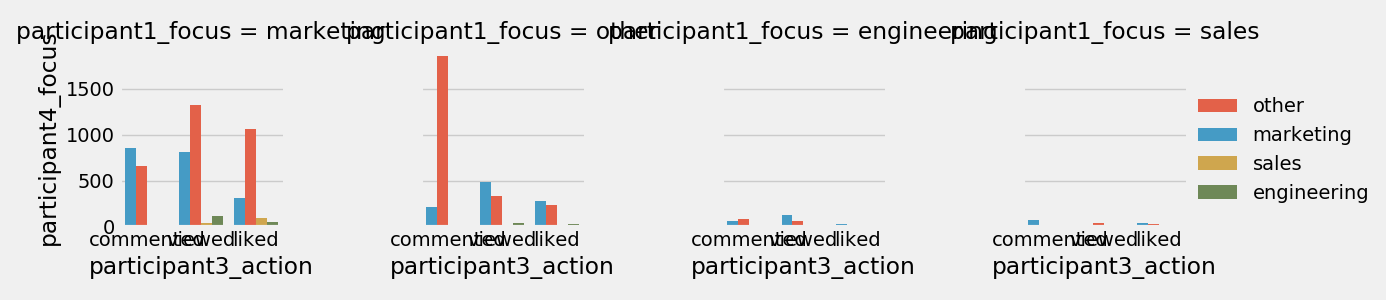 participant1_focus = marketing
participant1_focus = other
participant1_focus = engineering
participant1_focus = sales
participant4_focus
1500
1000
500
0
commented viewed liked
commented viewed liked
commented viewed liked
commented viewed liked
participant3_action
participant3_action
participant3_action
participant3_action
other
marketing
sales
engineering